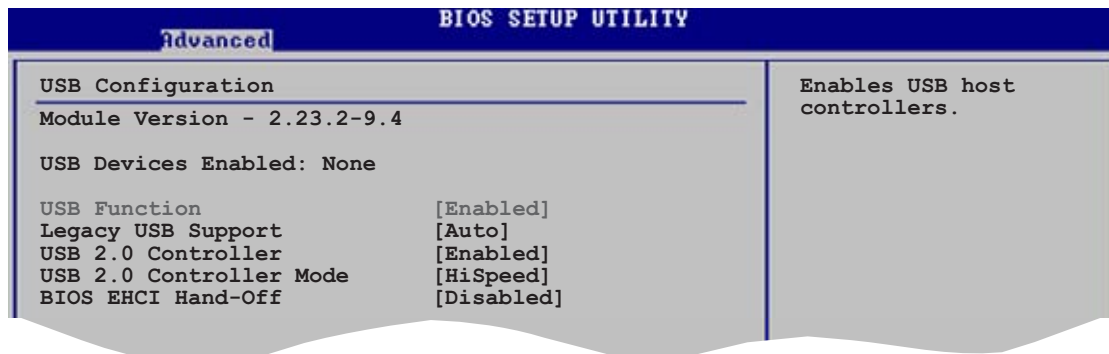 BIOS SETUP UTILITY
Advanced
USB Configuration
Module Version - 2.23.2-9.4
USB Devices Enabled: None
USB Function [Enabled]
Legacy USB Support [Auto]
USB 2.0 Controller [Enabled]
USB 2.0 Controller Mode [HiSpeed]
BIOS EHCI Hand-Off [Disabled]
Enables USB host
controllers.